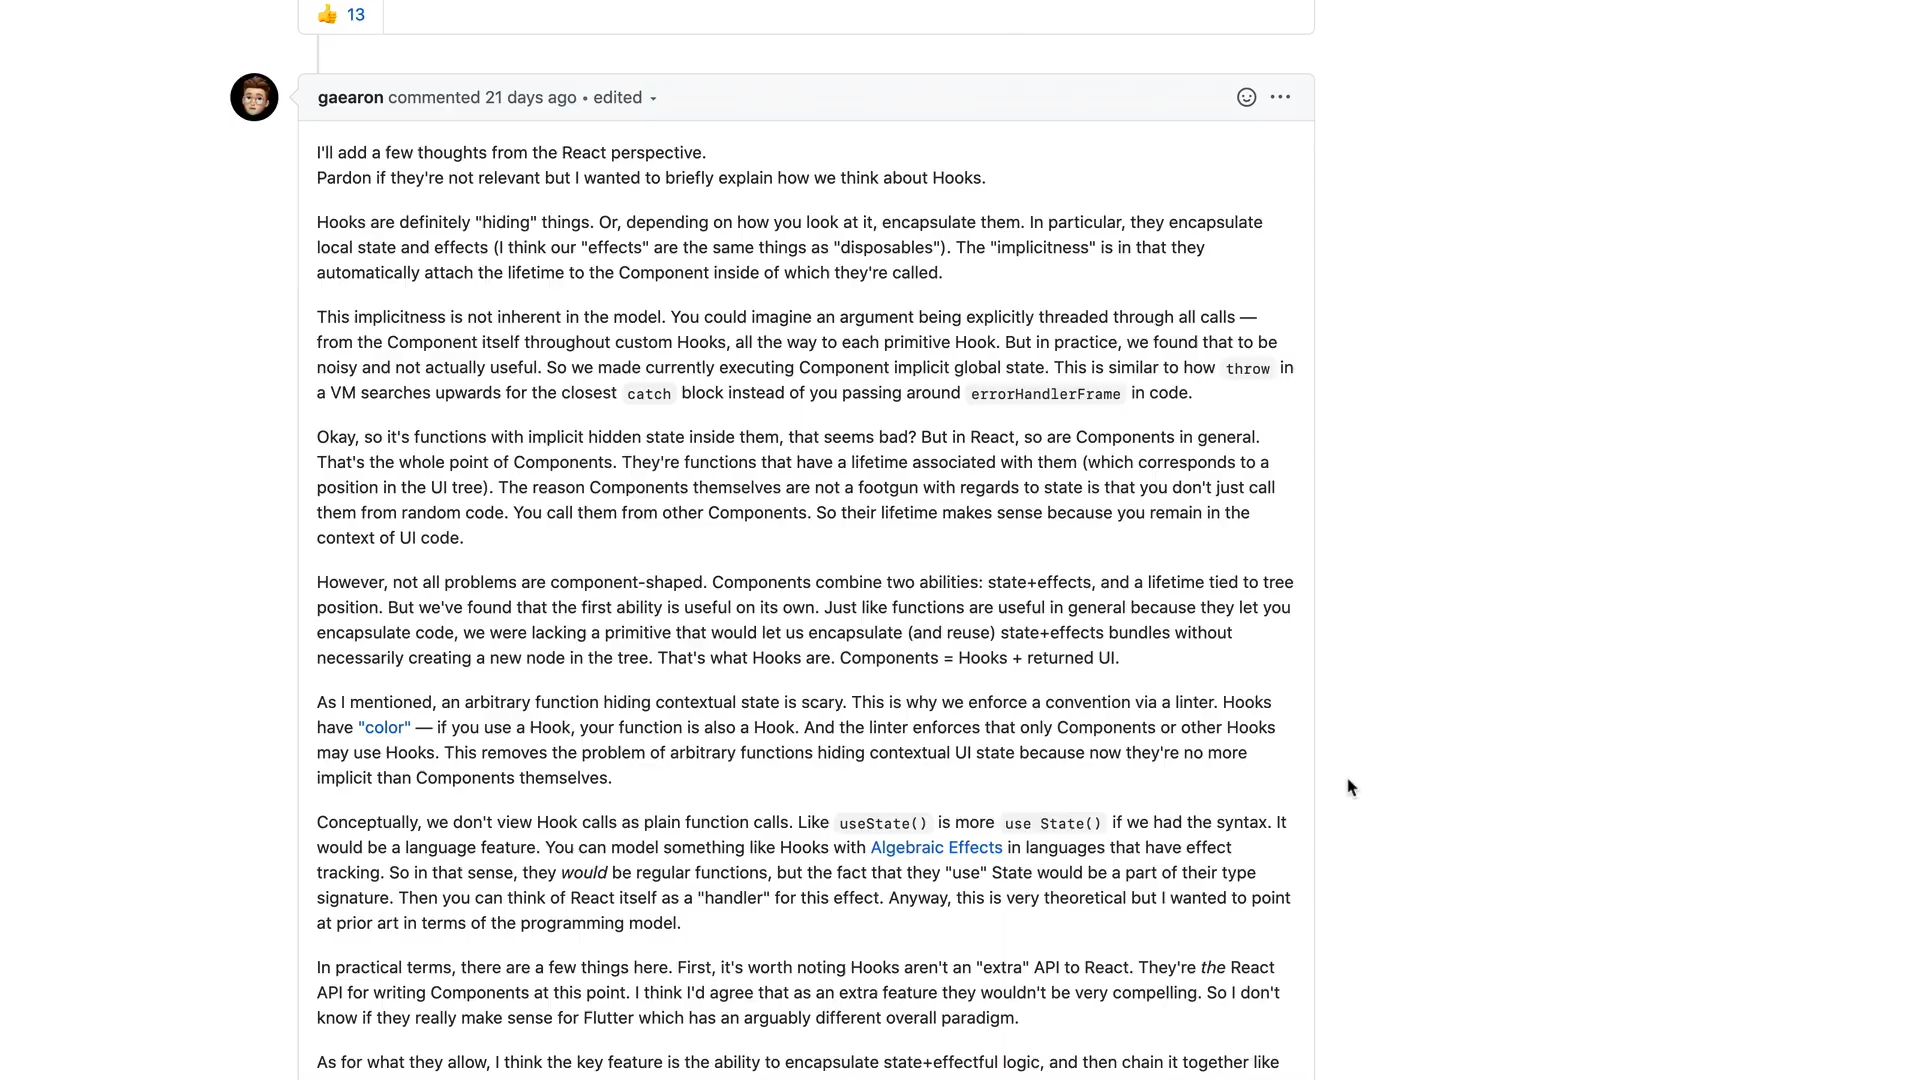 👍 13
gaearon commented 21 days ago • edited
I'll add a few thoughts from the React perspective.
Pardon if they're not relevant but I wanted to briefly explain how we think about Hooks.
Hooks are definitely "hiding" things. Or, depending on how you look at it, encapsulate them. In particular, they encapsulate
local state and effects (I think our "effects" are the same things as "disposables"). The "implicitness" is in that they
automatically attach the lifetime to the Component inside of which they're called.
This implicitness is not inherent in the model. You could imagine an argument being explicitly threaded through all calls —
from the Component itself throughout custom Hooks, all the way to each primitive Hook. But in practice, we found that to be
noisy and not actually useful. So we made currently executing Component implicit global state. This is similar to how throw in
a VM searches upwards for the closest catch block instead of you passing around errorHandlerFrame in code.
Okay, so it's functions with implicit hidden state inside them, that seems bad? But in React, so are Components in general.
That's the whole point of Components. They're functions that have a lifetime associated with them (which corresponds to a
position in the UI tree). The reason Components themselves are not a footgun with regards to state is that you don't just call
them from random code. You call them from other Components. So their lifetime makes sense because you remain in the
context of UI code.
However, not all problems are component-shaped. Components combine two abilities: state+effects, and a lifetime tied to tree
position. But we've found that the first ability is useful on its own. Just like functions are useful in general because they let you
encapsulate code, we were lacking a primitive that would let us encapsulate (and reuse) state+effects bundles without
necessarily creating a new node in the tree. That's what Hooks are. Components = Hooks + returned UI.
As I mentioned, an arbitrary function hiding contextual state is scary. This is why we enforce a convention via a linter. Hooks
have "color" — if you use a Hook, your function is also a Hook. And the linter enforces that only Components or other Hooks
may use Hooks. This removes the problem of arbitrary functions hiding contextual UI state because now they're no more
implicit than Components themselves.
Conceptually, we don't view Hook calls as plain function calls. Like useState() is more use State() if we had the syntax. It
would be a language feature. You can model something like Hooks with Algebraic Effects in languages that have effect
tracking. So in that sense, they would be regular functions, but the fact that they "use" State would be a part of their type
signature. Then you can think of React itself as a "handler" for this effect. Anyway, this is very theoretical but I wanted to point
at prior art in terms of the programming model.
In practical terms, there are a few things here. First, it's worth noting Hooks aren't an "extra" API to React. They're the React
API for writing Components at this point. I think I'd agree that as an extra feature they wouldn't be very compelling. So I don't
know if they really make sense for Flutter which has an arguably different overall paradigm.
As for what they allow, I think the key feature is the ability to encapsulate state+effectful logic, and then chain it together like